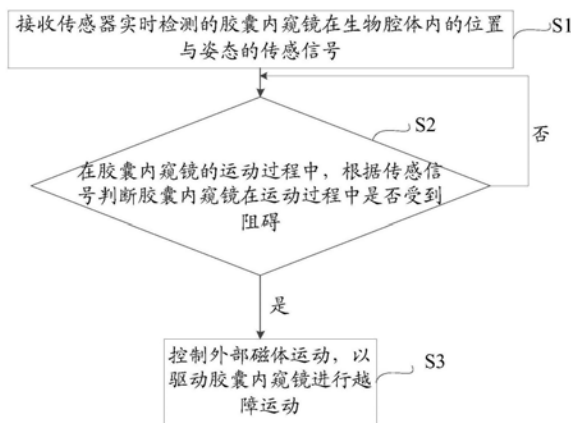 接收传感器实时检测的胶囊内窥镜在生物腔体内的位置
与姿态的传感信号
S1
S2
否
在胶囊内窥镜的运动过程中，根据传感信
号判断胶囊内窥镜在运动过程中是否受到
阻碍
是
控制外部磁体运动，以
驱动胶囊内窥镜进行越
障运动
S3